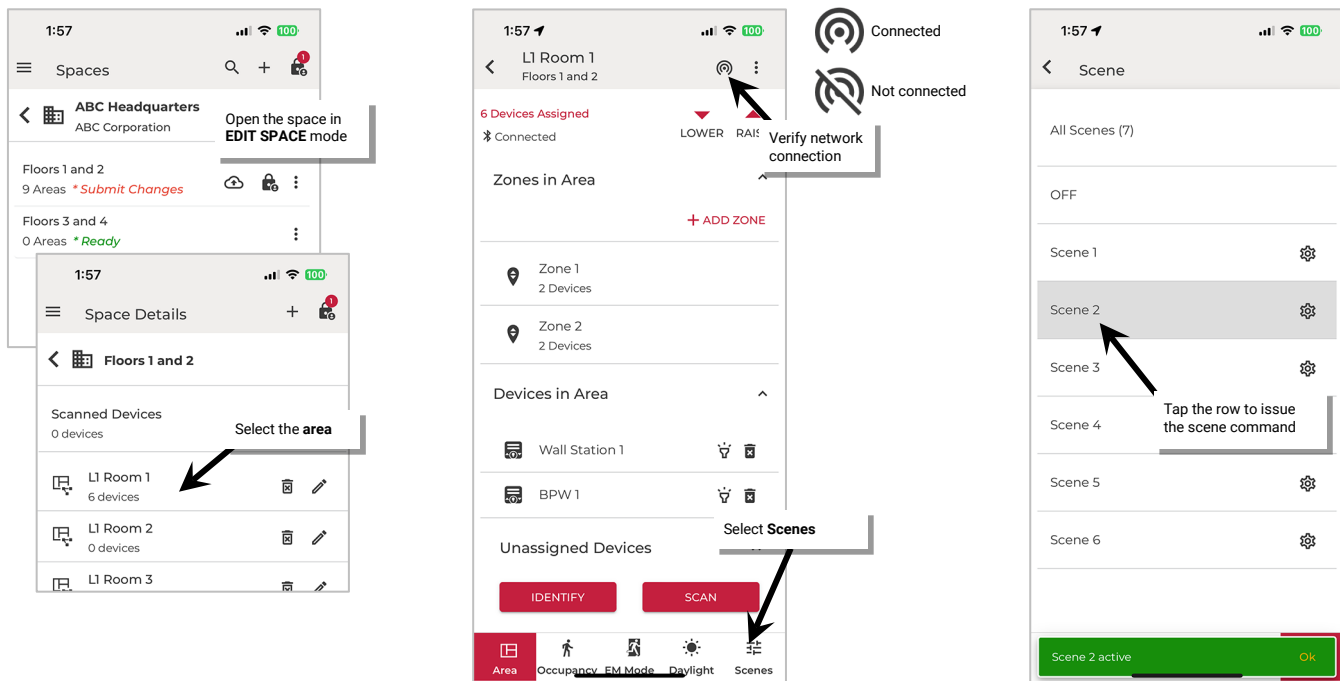 1:57
100
Spaces
1
ABC Headquarters
ABC Corporation
Open the space in
EDIT SPACE mode
Floors 1 and 2
9 Areas * Submit Changes
Floors 3 and 4
0 Areas * Ready
1:57
100
Space Details
1
Floors 1 and 2
Scanned Devices
0 devices
Select the area
L1 Room 1
6 devices
L1 Room 2
0 devices
L1 Room 3
1:57
100
L1 Room 1
Floors 1 and 2
Connected
Not connected
6 Devices Assigned
Connected
LOWER
Verify network
connection
Zones in Area
+ ADD ZONE
Zone 1
2 Devices
Zone 2
2 Devices
Devices in Area
Wall Station 1
BPW 1
Select Scenes
Unassigned Devices
IDENTIFY
SCAN
Area
Occupancy
EM Mode
Daylight
Scenes
1:57
100
Scene
All Scenes (7)
OFF
Scene 1
Scene 2
Scene 3
Tap the row to issue
the scene command
Scene 4
Scene 5
Scene 6
Scene 2 active
Ok